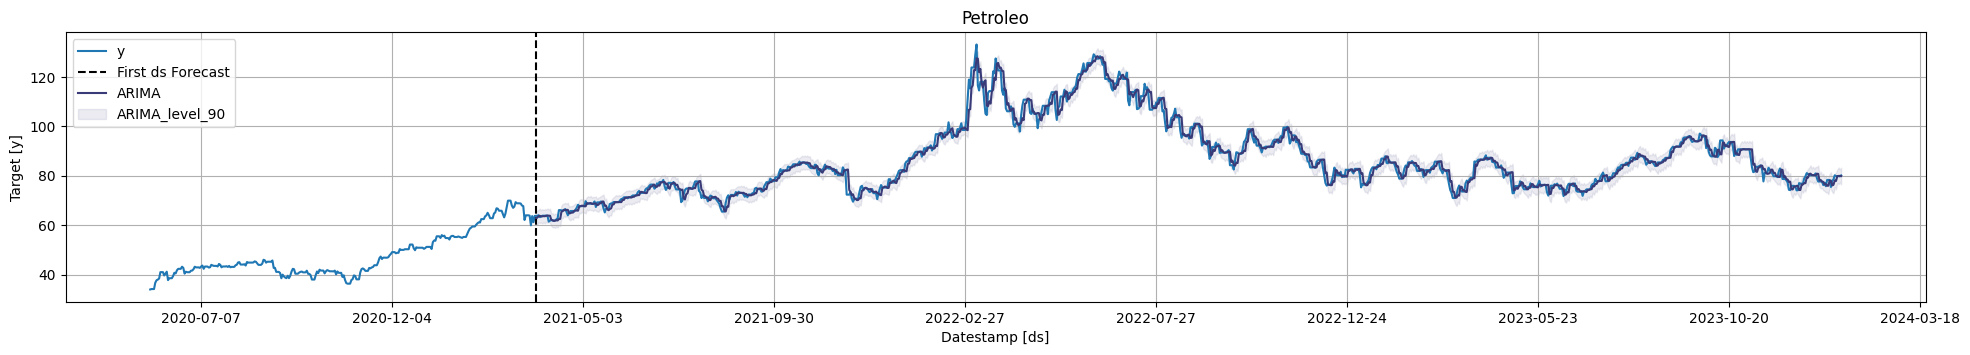 Petroleo
y
First ds Forecast
ARIMA
ARIMA_level_90
Target [y]
120
100
80
60
40
2020-07-07 2020-12-04 2021-05-03 2021-09-30 2022-02-27 2022-07-27 2022-12-24 2023-05-23 2023-10-20 2024-03-18
Datestamp [ds]